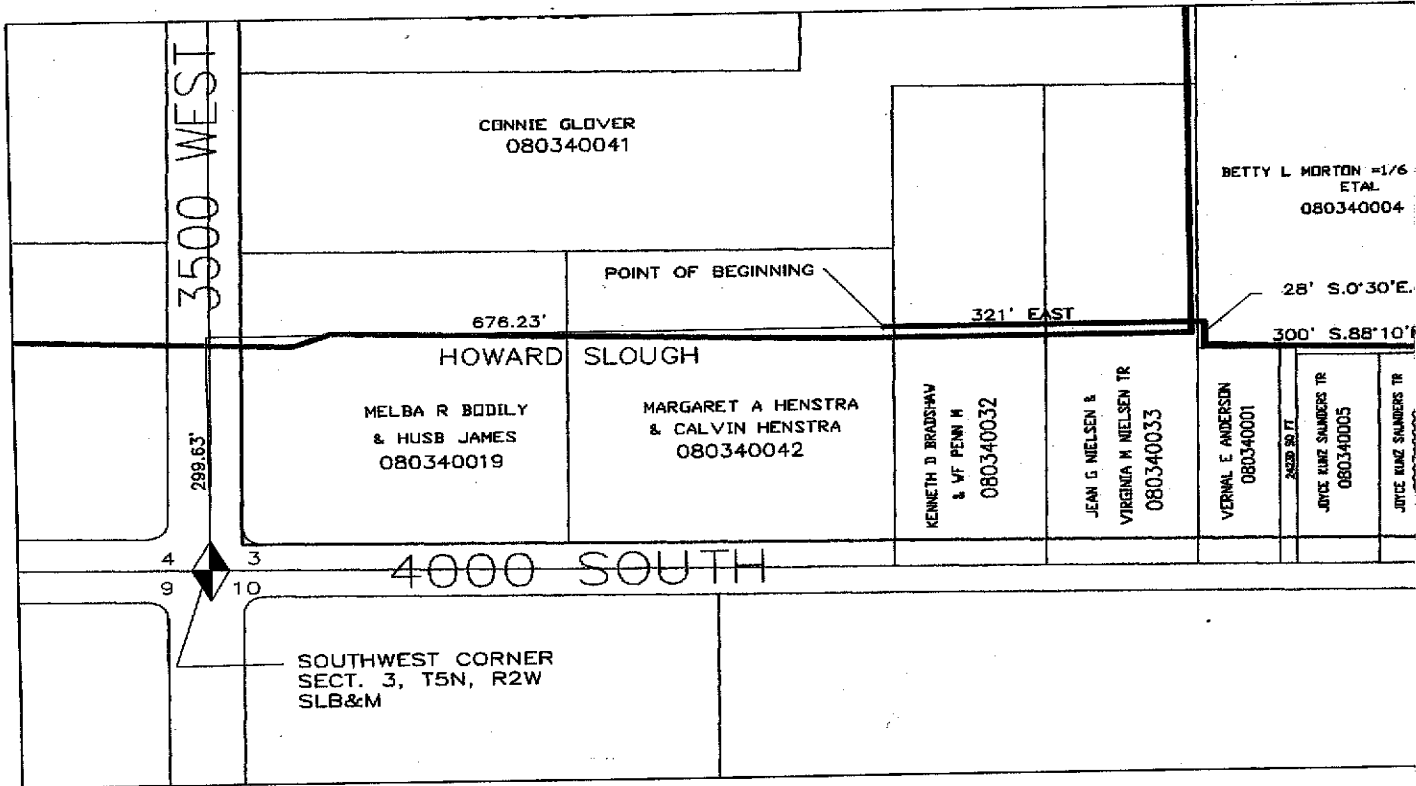 3500 WEST
CONNIE GLOVER
080340041
BETTY L MORTON =1/6
ETAL
080340004
POINT OF BEGINNING
28' S.0°30'E.
676.23'
321' EAST
300' S.88°10'
HOWARD SLOUGH
299.63'
MELBA R BODILY
& HUSB JAMES
080340019
MARGARET A HENSTRA
& CALVIN HENSTRA
080340042
KENNETH D BRADSHAW
& WF PENN M
080340032
JEAN G NIELSEN &
VIRGINIA M NIELSEN TR
080340033
VERNAL E ANDERSON
080340001
SQ FT
JOYCE KUNZ SAUNDERS TR
080340005
JOYCE KUNZ SAUNDERS TR
4 3
9 10
4000 SOUTH
SOUTHWEST CORNER
SECT. 3, T5N, R2W
SLB&M